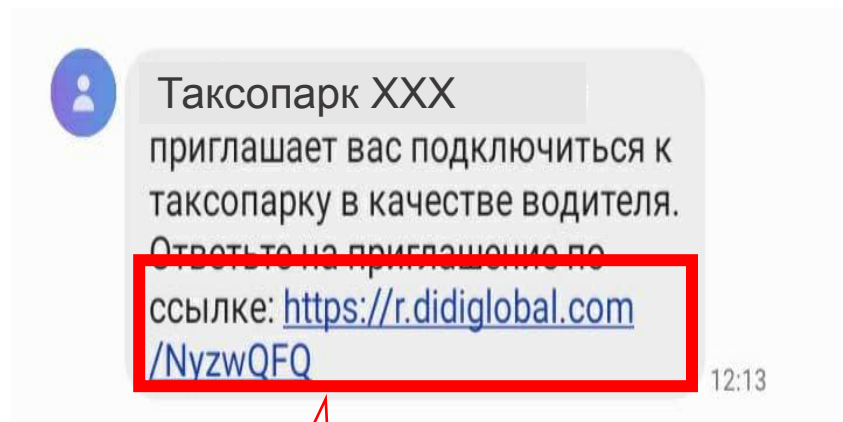 Таксопарк XXX
приглашает вас подключиться к
таксопарку в качестве водителя.
Ответьте на приглашение по
ссылке: https://r.didiglobal.com
/NyzwQFQ
12:13